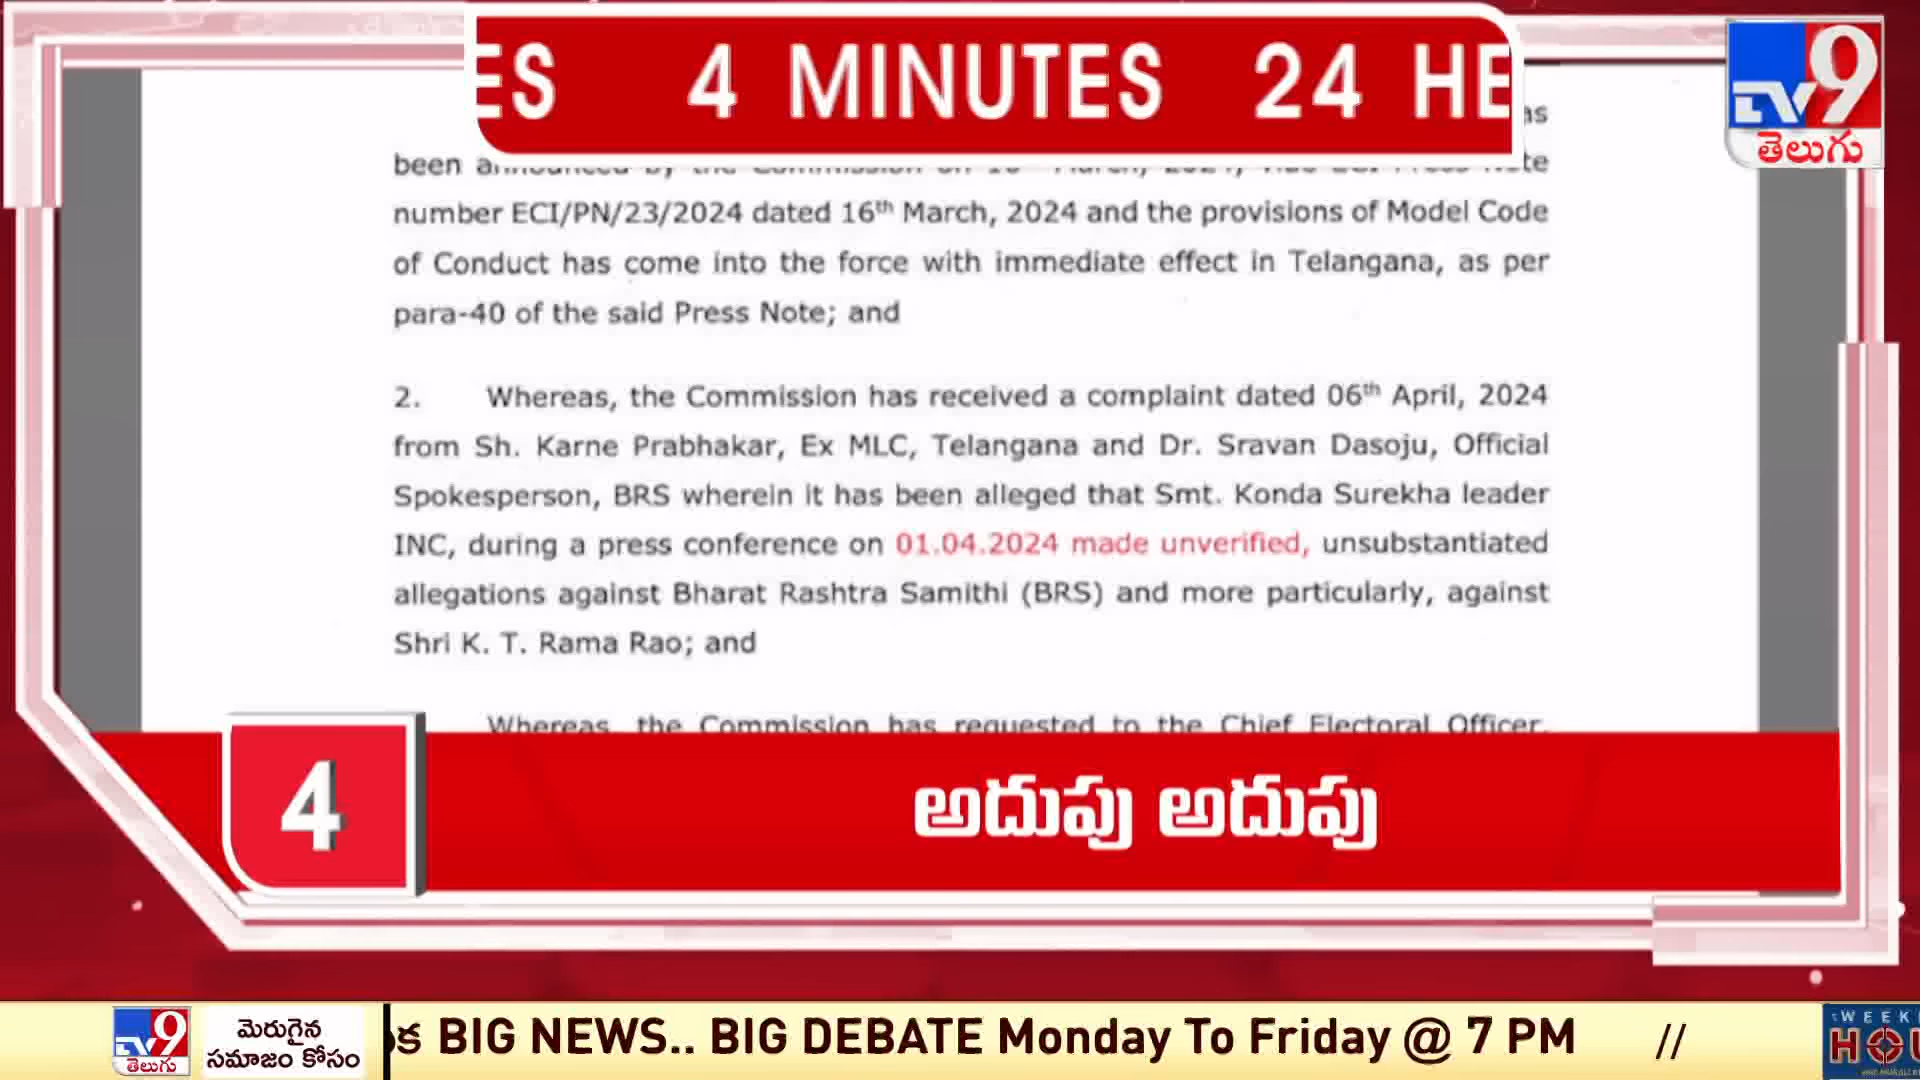 ES 4 MINUTES 24 HE
TV9
తెలుగు
as
been announced by the Commission on 16th March, 2024, vide ECI Press Note
number ECI/PN/23/2024 dated 16th March, 2024 and the provisions of Model Code
of Conduct has come into the force with immediate effect in Telangana, as per
para-40 of the said Press Note; and
2. Whereas, the Commission has received a complaint dated 06th April, 2024
from Sh. Karne Prabhakar, Ex MLC, Telangana and Dr. Sravan Dasoju, Official
Spokesperson, BRS wherein it has been alleged that Smt. Konda Surekha leader
INC, during a press conference on 01.04.2024 made unverified, unsubstantiated
allegations against Bharat Rashtra Samithi (BRS) and more particularly, against
Shri K. T. Rama Rao; and
Whereas, the Commission has requested to the Chief Electoral Officer,
4
అదుపు అదుపు
TV9
తెలుగు
మెరుగైన
సమాజం కోసం
క BIG NEWS.. BIG DEBATE Monday To Friday @ 7 PM //
WEEK
HOU